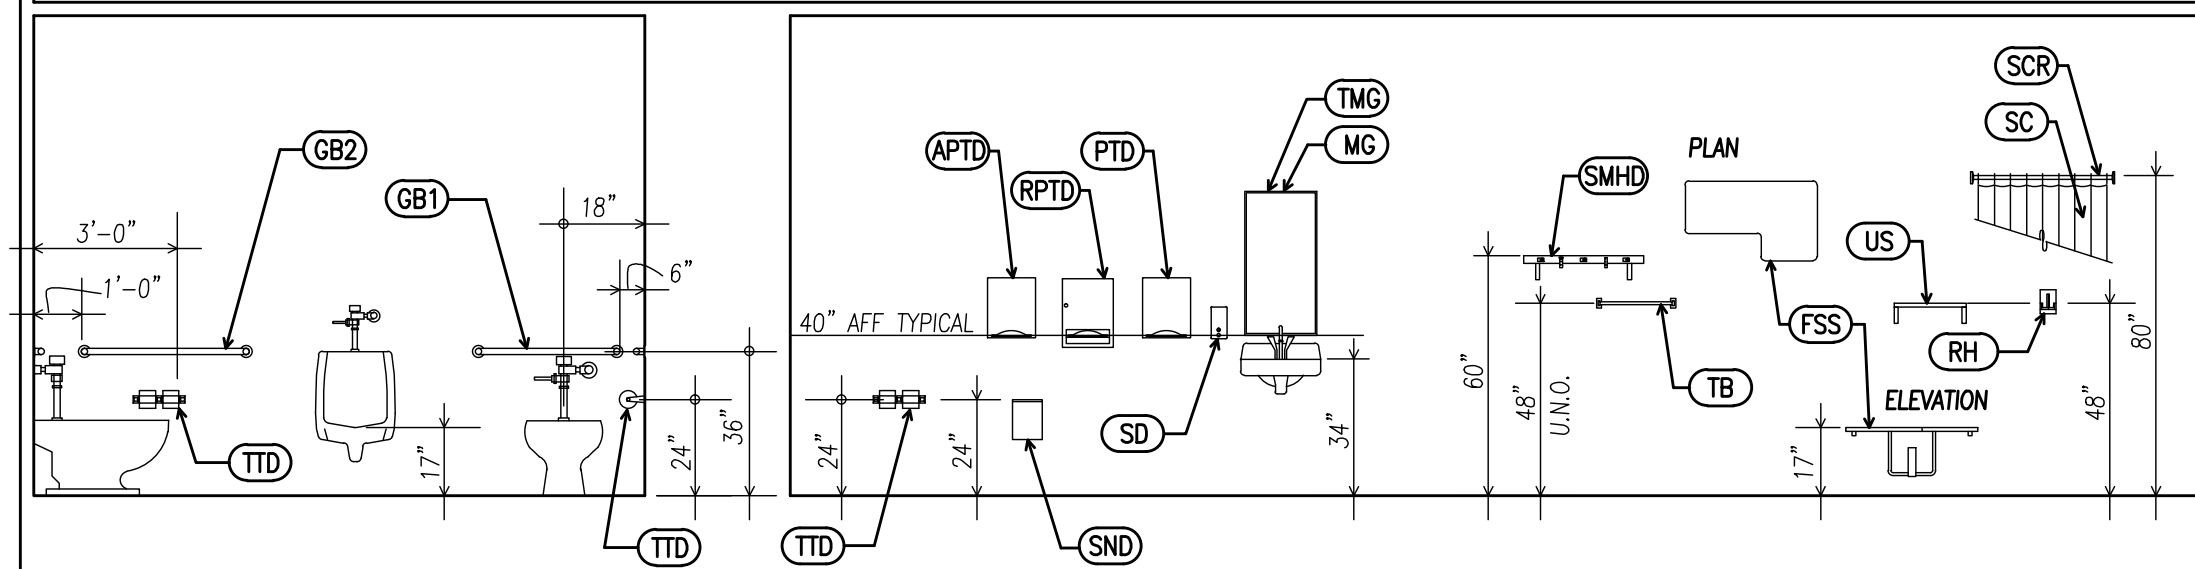 GB2
GB1
3'-0"
1'-0"
18"
6"
TTD
17"
24"
36"
TTD
TMG
MG
APTD
PTD
RPTD
40" AFF TYPICAL
SD
24"
24"
34"
TTD
SND
PLAN
SCR
SC
SMHD
US
FSS
RH
TB
60"
48"
U.N.O.
ELEVATION
17"
48"
80"